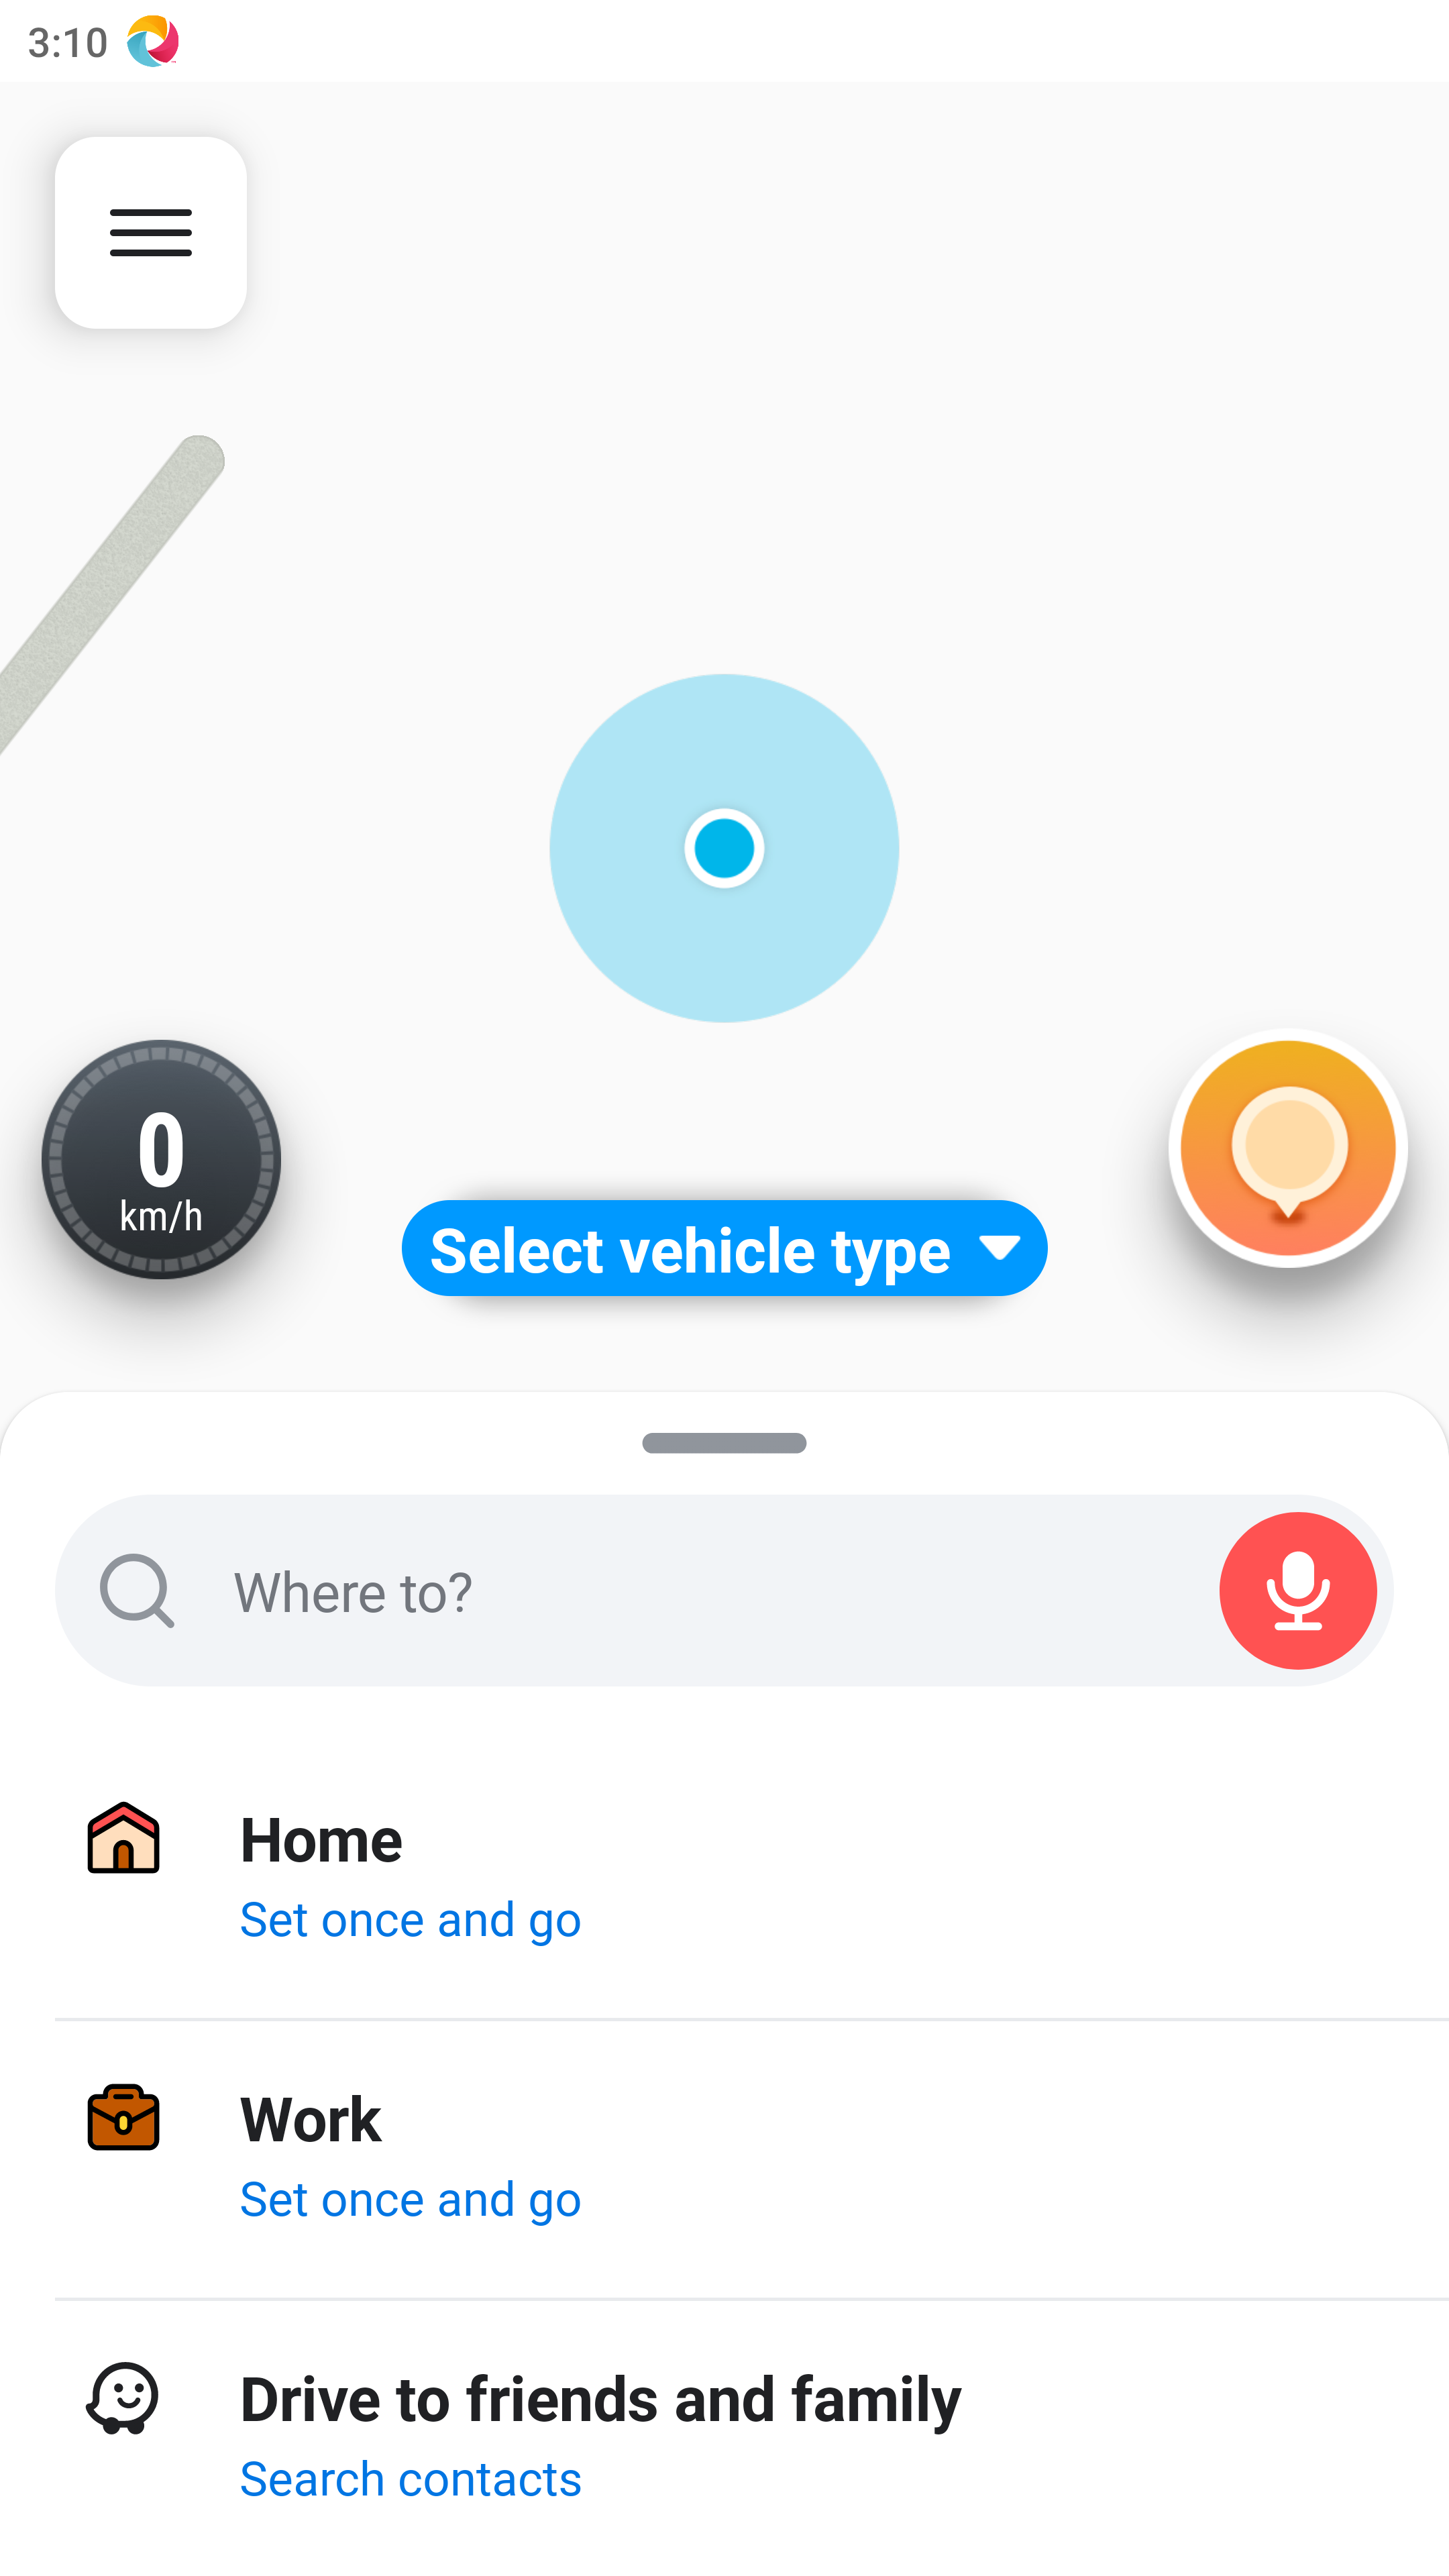 3:10
0
km/h
Select vehicle type
Where to?
Home
Set once and go
Work
Set once and go
Drive to friends and family
Search contacts